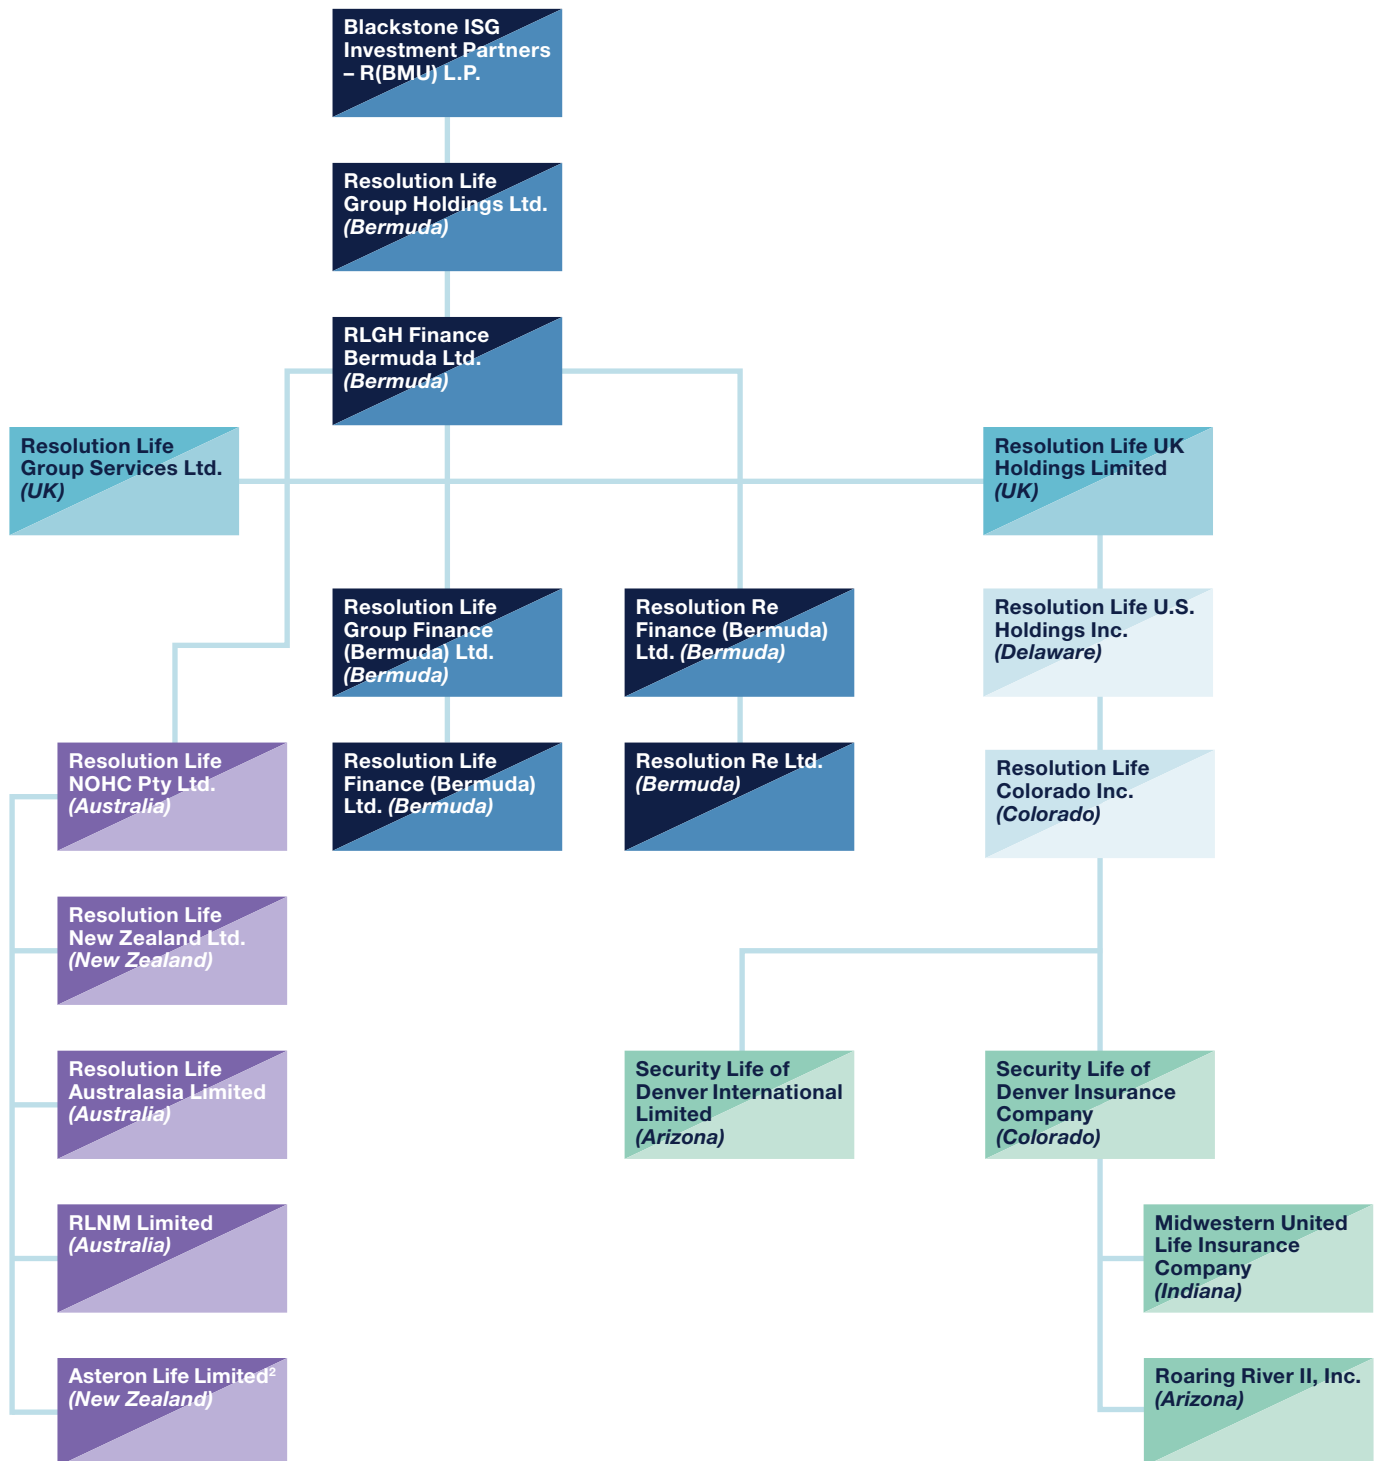 Blackstone ISG
Investment Partners
– R(BMU) L.P.
Resolution Life
Group Holdings Ltd.
(Bermuda)
RLGH Finance
Bermuda Ltd.
(Bermuda)
Resolution Life
Group Services Ltd.
(UK)
Resolution Life UK
Holdings Limited
(UK)
Resolution Life
Group Finance
(Bermuda) Ltd.
(Bermuda)
Resolution Re
Finance (Bermuda)
Ltd. (Bermuda)
Resolution Life U.S.
Holdings Inc.
(Delaware)
Resolution Life
NOHC Pty Ltd.
(Australia)
Resolution Life
Finance (Bermuda)
Ltd. (Bermuda)
Resolution Re Ltd.
(Bermuda)
Resolution Life
Colorado Inc.
(Colorado)
Resolution Life
New Zealand Ltd.
(New Zealand)
Resolution Life
Australasia Limited
(Australia)
Security Life of
Denver International
Limited
(Arizona)
Security Life of
Denver Insurance
Company
(Colorado)
RLNM Limited
(Australia)
Midwestern United
Life Insurance
Company
(Indiana)
Asteron Life Limited²
(New Zealand)
Roaring River II, Inc.
(Arizona)